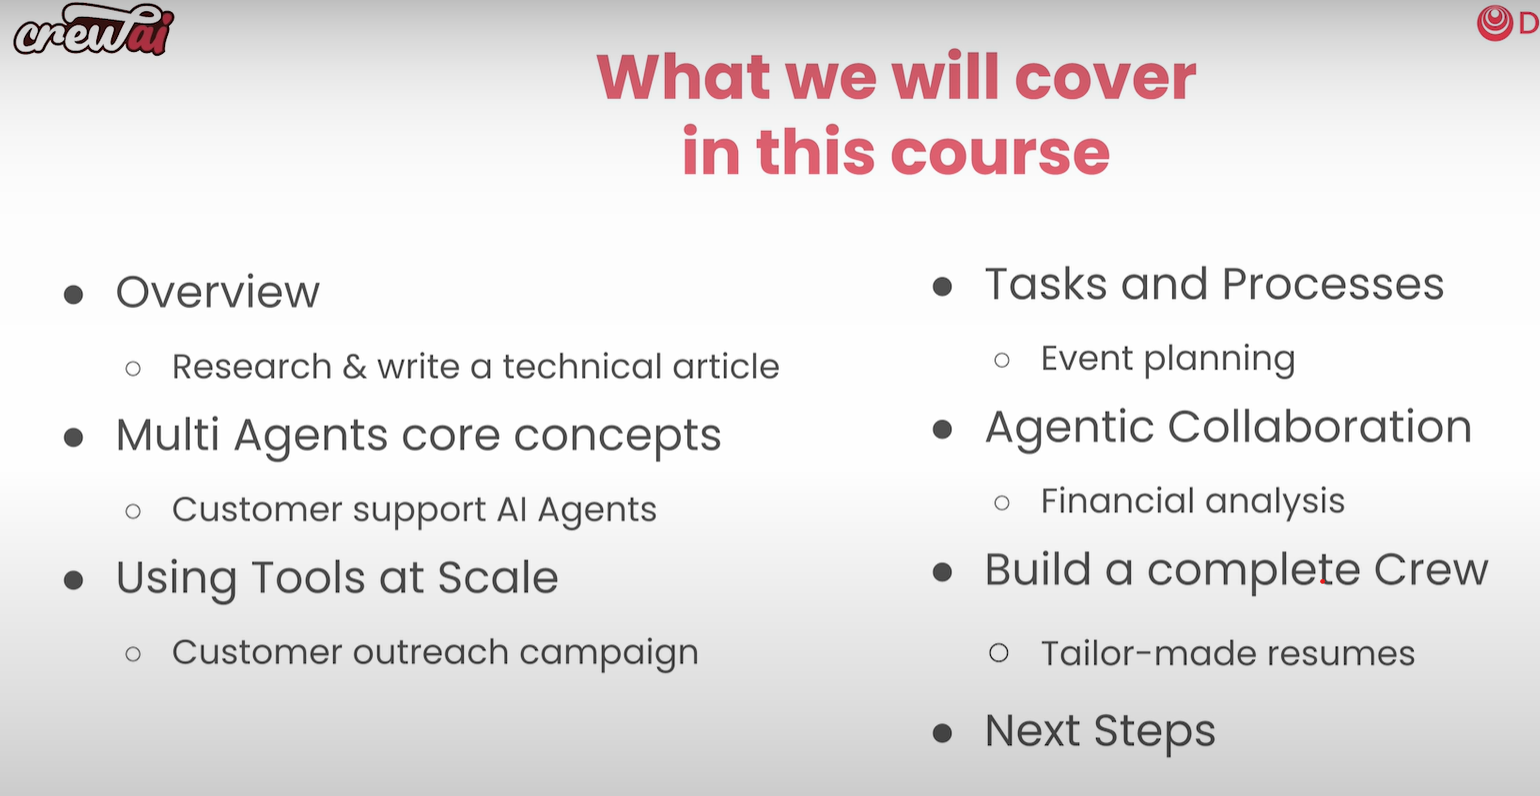 crewai
D
What we will cover
in this course
Overview
Research & write a technical article
Multi Agents core concepts
Customer support AI Agents
Using Tools at Scale
Customer outreach campaign
Tasks and Processes
Event planning
Agentic Collaboration
Financial analysis
Build a complete Crew
Tailor-made resumes
Next Steps